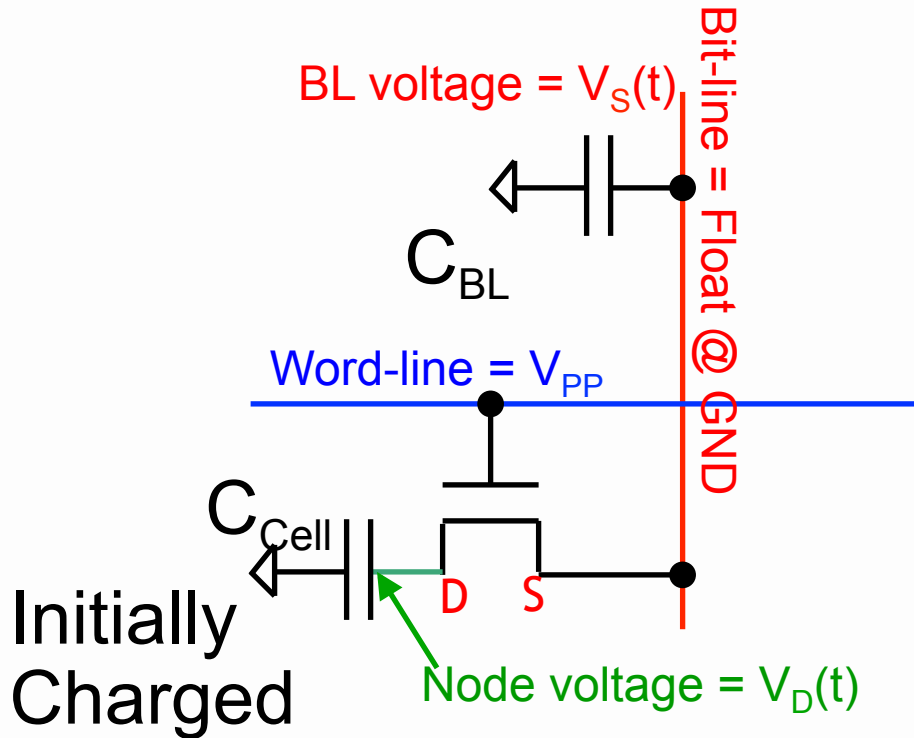 BL voltage = V_S(t)
Bit-line = Float @ GND
C_BL
Word-line = V_PP
C_Cell
D S
Initially
Charged
Node voltage = V_D(t)